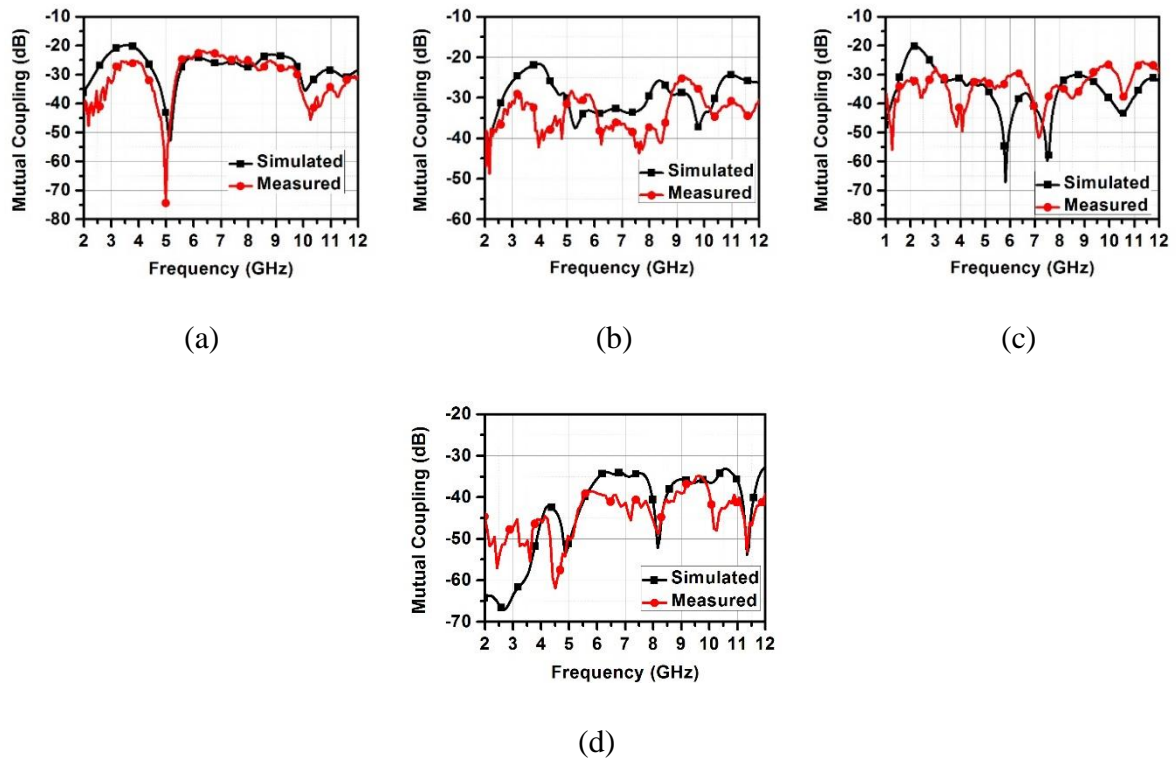 -10
-20
-30
-40
-50
-60
-70
-80
Mutual Coupling (dB)
Simulated
Measured
2 3 4 5 6 7 8 9 10 11 12
Frequency (GHz)
(a)
-10
-20
-30
-40
-50
-60
Mutual Coupling (dB)
Simulated
Measured
2 3 4 5 6 7 8 9 10 11 12
Frequency (GHz)
(b)
-10
-20
-30
-40
-50
-60
-70
-80
Mutual Coupling (dB)
Simulated
Measured
1 2 3 4 5 6 7 8 9 10 11 12
Frequency (GHz)
(c)
-20
-30
-40
-50
-60
-70
Mutual Coupling (dB)
Simulated
Measured
2 3 4 5 6 7 8 9 10 11 12
Frequency (GHz)
(d)